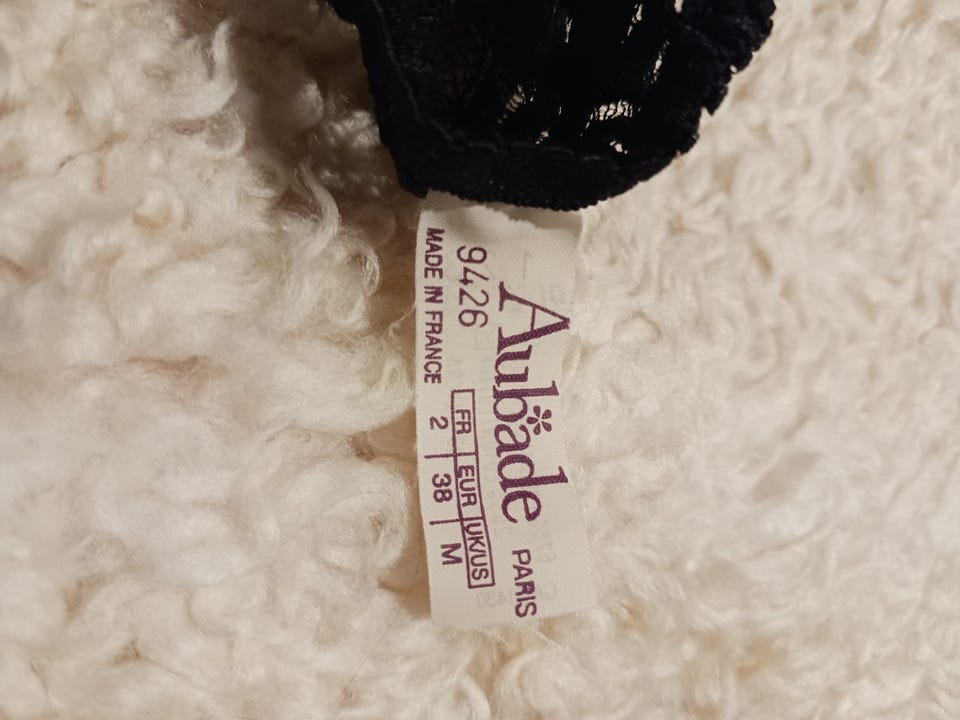 Aubade PARIS
9426
FR EUR UK/US
2 38 M
MADE IN FRANCE